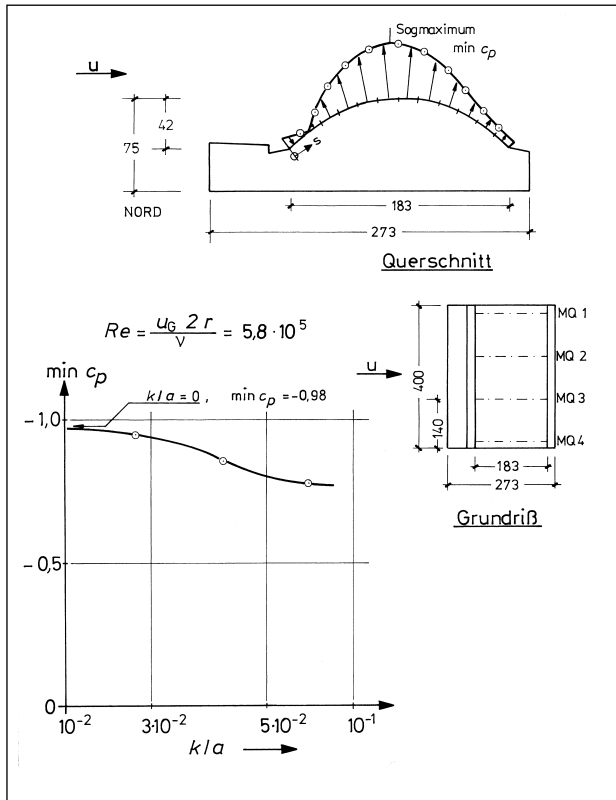 Sogmaximum
min cp
u
42
75
s
NORD
183
273
Querschnitt
Re = uG 2 r / ν = 5,8 · 10⁵
min cp
k/a = 0 , min cp = -0,98
-1,0
-0,5
0
10⁻² 3·10⁻² 5·10⁻² 10⁻¹
k/a
u
MQ 1
MQ 2
MQ 3
MQ 4
400
140
183
273
Grundriß